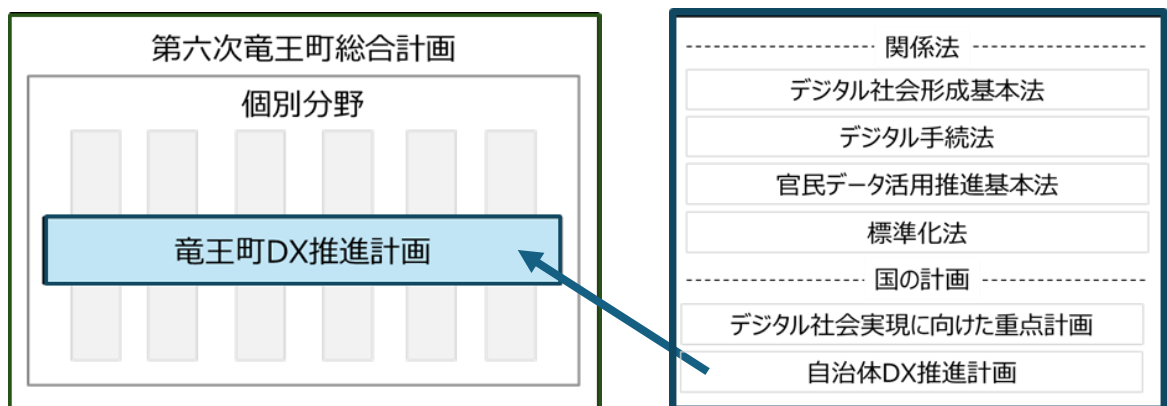 第六次竜王町総合計画
個別分野
竜王町DX推進計画
関係法
デジタル社会形成基本法
デジタル手続法
官民データ活用推進基本法
標準化法
国の計画
デジタル社会実現に向けた重点計画
自治体DX推進計画